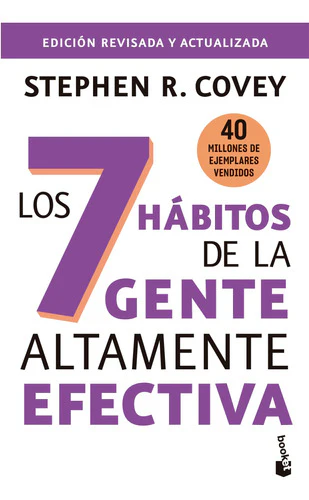 EDICIÓN REVISADA Y ACTUALIZADA
STEPHEN R. COVEY
40
MILLONES DE
EJEMPLARES
VENDIDOS
LOS 7 HÁBITOS
DE LA
GENTE
ALTAMENTE
EFECTIVA
booket